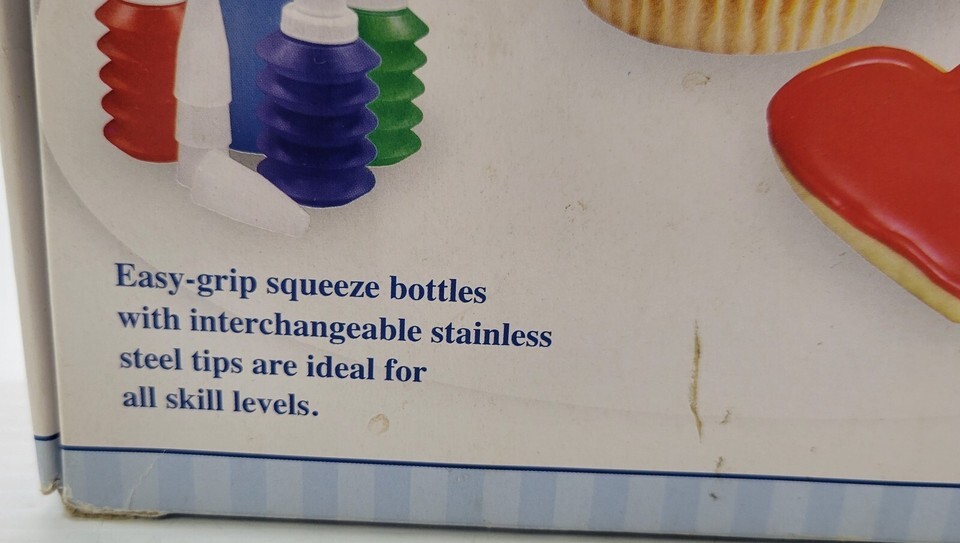 Easy-grip squeeze bottles
with interchangeable stainless
steel tips are ideal for
all skill levels.